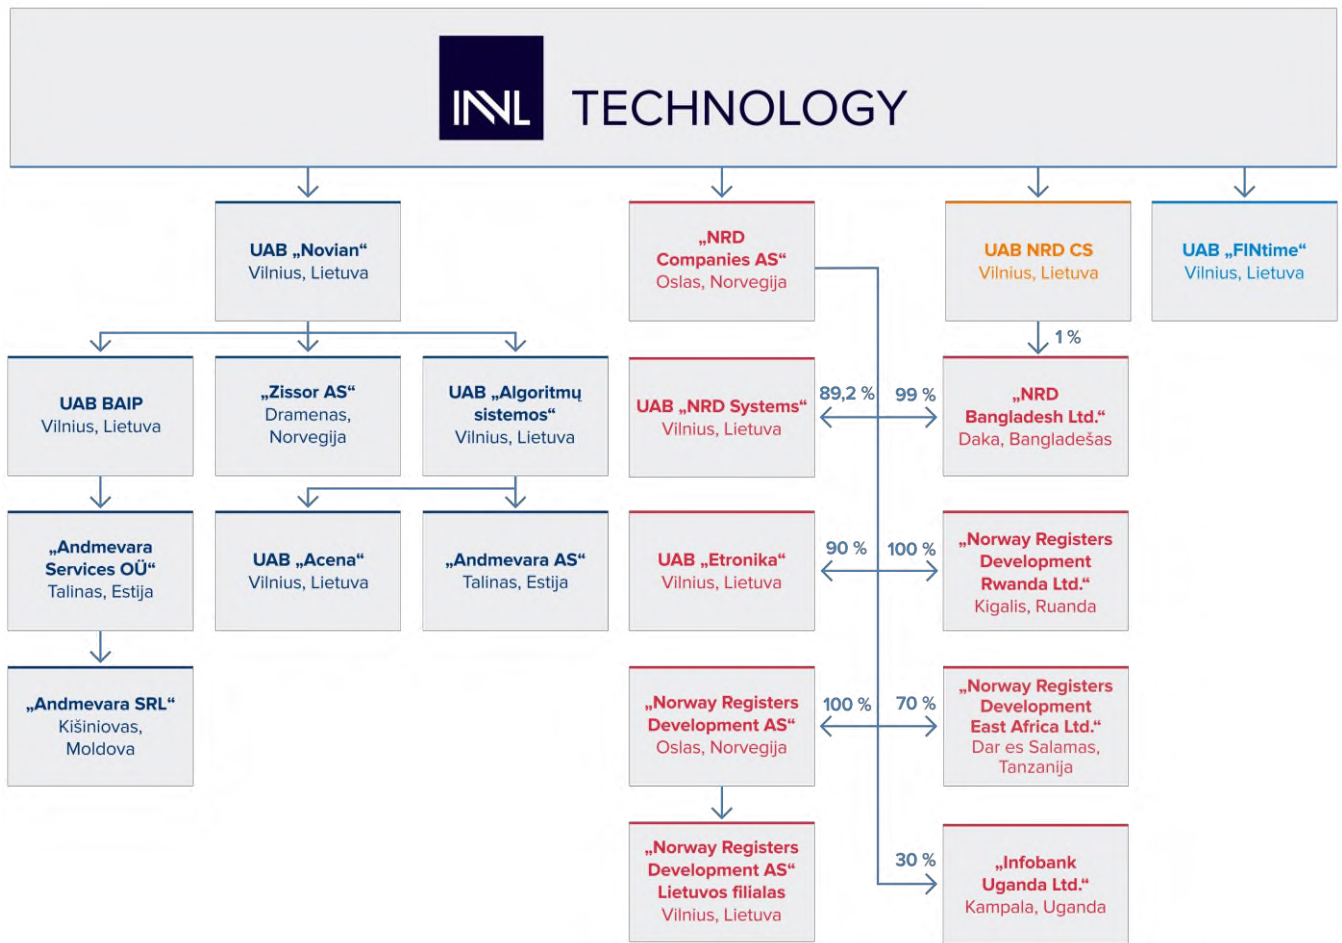 INVL TECHNOLOGY
UAB „Novian“
Vilnius, Lietuva
„NRD
Companies AS“
Oslas, Norvegija
UAB NRD CS
Vilnius, Lietuva
UAB „FINtime“
Vilnius, Lietuva
1 %
UAB BAIP
Vilnius, Lietuva
„Zissor AS“
Dramenas,
Norvegija
UAB „Algoritmų
sistemos“
Vilnius, Lietuva
UAB „NRD Systems“
Vilnius, Lietuva
89,2 %
99 %
„NRD
Bangladesh Ltd.“
Daka, Bangladešas
„Andmevara
Services OÜ“
Talinas, Estija
UAB „Acena“
Vilnius, Lietuva
„Andmevara AS“
Talinas, Estija
UAB „Etronika“
Vilnius, Lietuva
90 %
100 %
„Norway Registers
Development
Rwanda Ltd.“
Kigalis, Ruanda
„Andmevara SRL“
Kišiniovas,
Moldova
„Norway Registers
Development AS“
Oslas, Norvegija
100 %
70 %
„Norway Registers
Development
East Africa Ltd.“
Dar es Salamas,
Tanzanija
„Norway Registers
Development AS“
Lietuvos filialas
Vilnius, Lietuva
30 %
„Infobank
Uganda Ltd.“
Kampala, Uganda